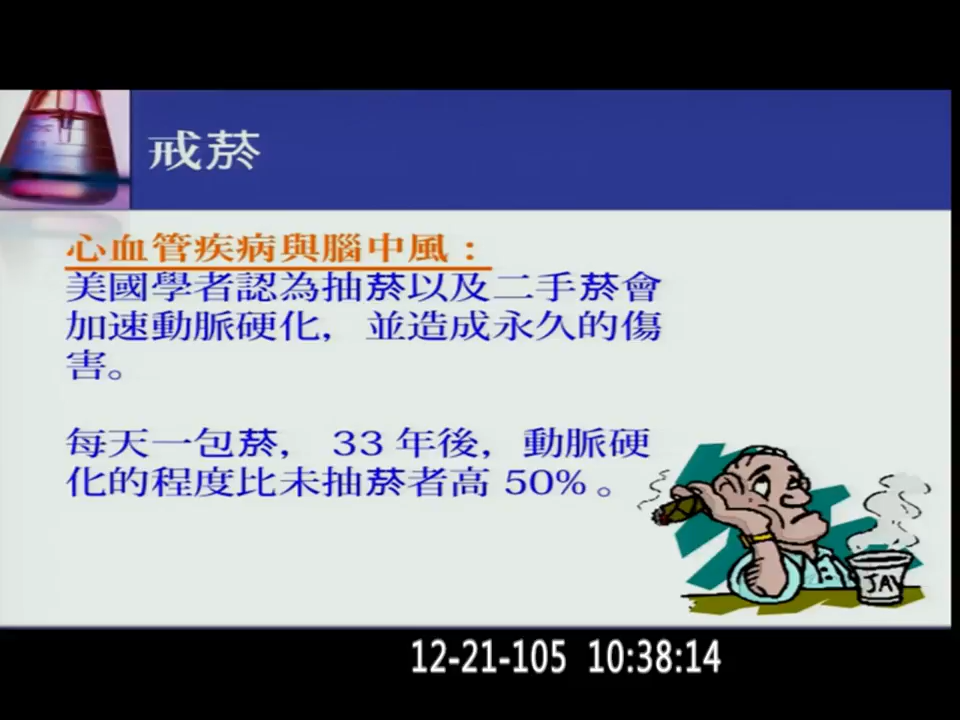 戒菸
心血管疾病與腦中風：
美國學者認為抽菸以及二手菸會
加速動脈硬化，並造成永久的傷
害。
每天一包菸，33 年後，動脈硬
化的程度比未抽菸者高 50%。
JAV
12-21-105 10:38:14